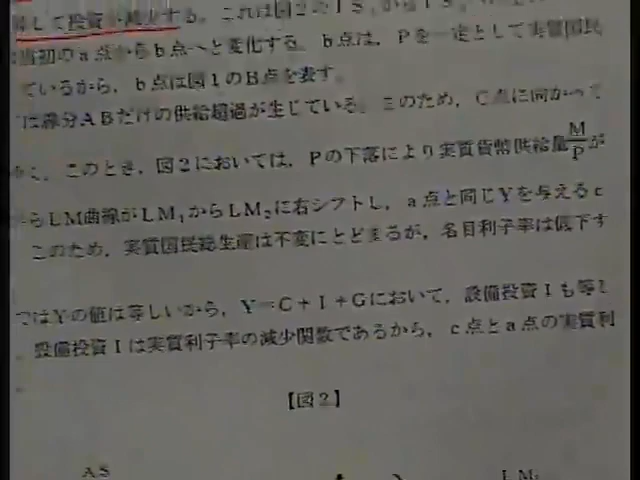 して投資が減少する。これは図2のIS₁から
当初のa点からb点へと変化する。b点は，Pを一定として実質国民
ているから，b点は図1のB点を表す。
は線分ABだけの供給超過が生じている。このため，C点に向かって
く。このとき，図2においては，Pの下落により実質貨幣供給量M/Pが
らLM曲線がLM₁からLM₂に右シフトし，a点と同じYを与えるc
このため，実質国民総生産は不変にとどまるが，名目利子率は低下す
ではYの値は等しいから，Y＝C＋I＋Gにおいて，設備投資Iも等し
設備投資Iは実質利子率の減少関数であるから，c点とa点の実質利
【図2】
AS
LM₁